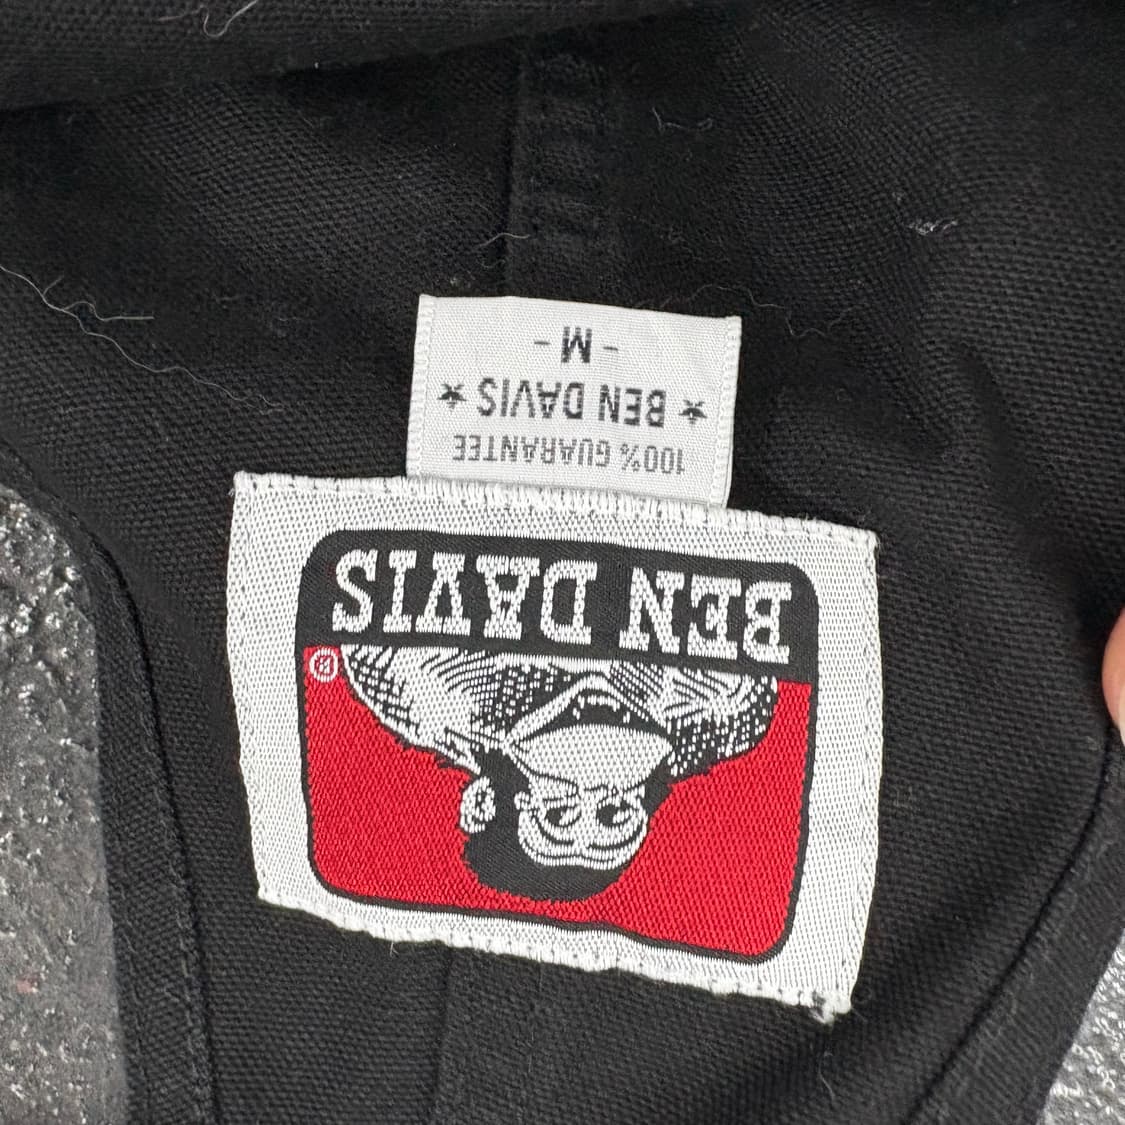 BEN DAVIS
®
100% GUARANTEE
★ BEN DAVIS ★
- M -